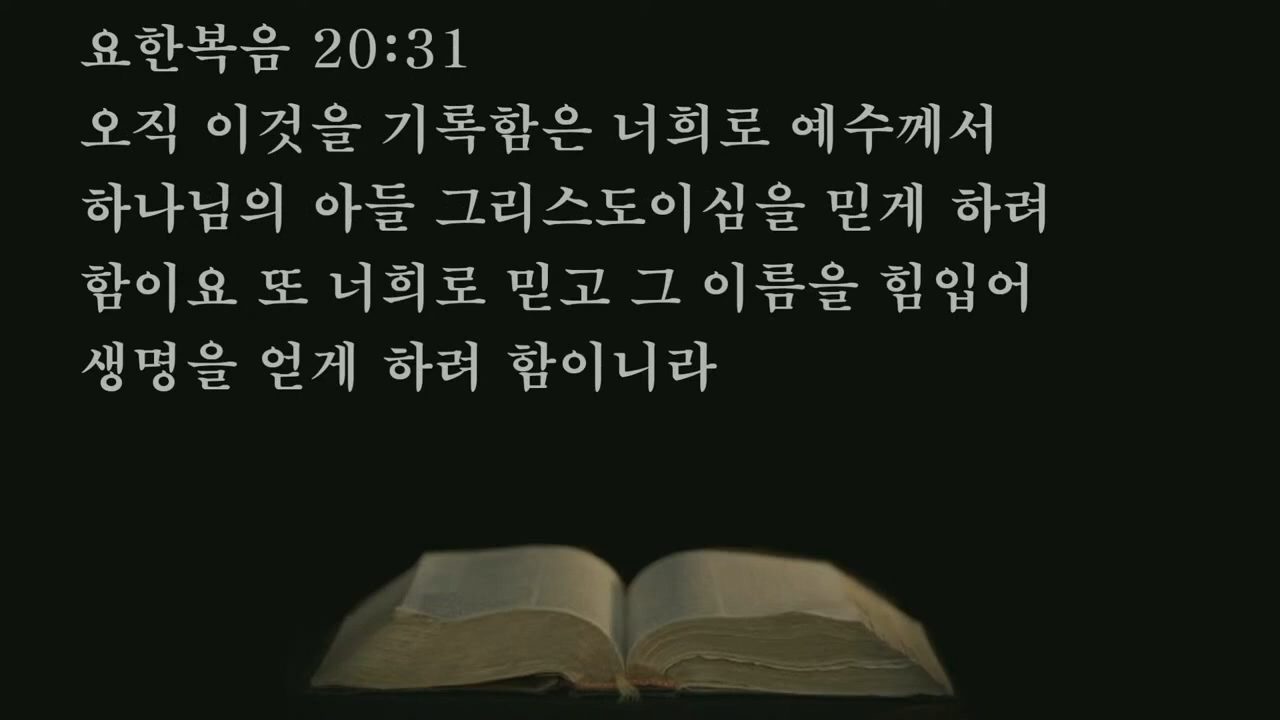 요한복음 20:31
오직 이것을 기록함은 너희로 예수께서
하나님의 아들 그리스도이심을 믿게 하려
함이요 또 너희로 믿고 그 이름을 힘입어
생명을 얻게 하려 함이니라